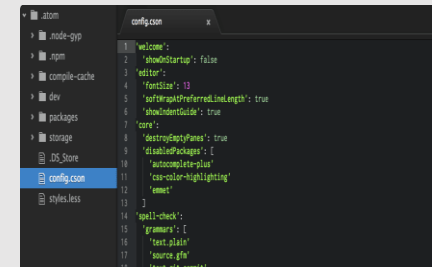 .atom
.node-gyp
.npm
compile-cache
dev
packages
storage
.DS_Store
config.cson
styles.less
config.cson x
1 'welcome':
2 'showOnStartup': false
3 'editor':
4 'fontSize': 13
5 'softWrapAtPreferredLineLength': true
6 'showIndentGuide': true
7 'core':
8 'destroyEmptyPanes': true
9 'disabledPackages': [
10 'autocomplete-plus'
11 'css-color-highlighting'
12 'emmet'
13 ]
14 'spell-check':
15 'grammars': [
16 'text.plain'
17 'source.gfm'